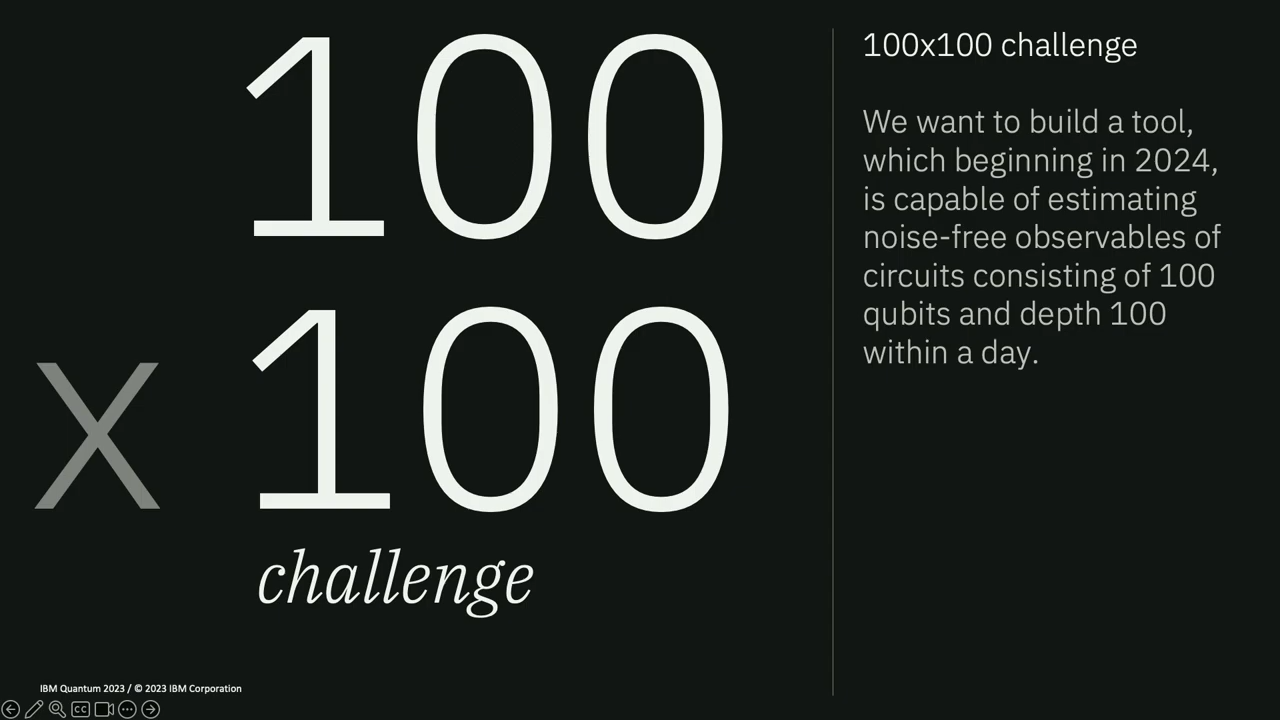 100
x 100
challenge
100x100 challenge
We want to build a tool,
which beginning in 2024,
is capable of estimating
noise-free observables of
circuits consisting of 100
qubits and depth 100
within a day.
IBM Quantum 2023 / © 2023 IBM Corporation
CC